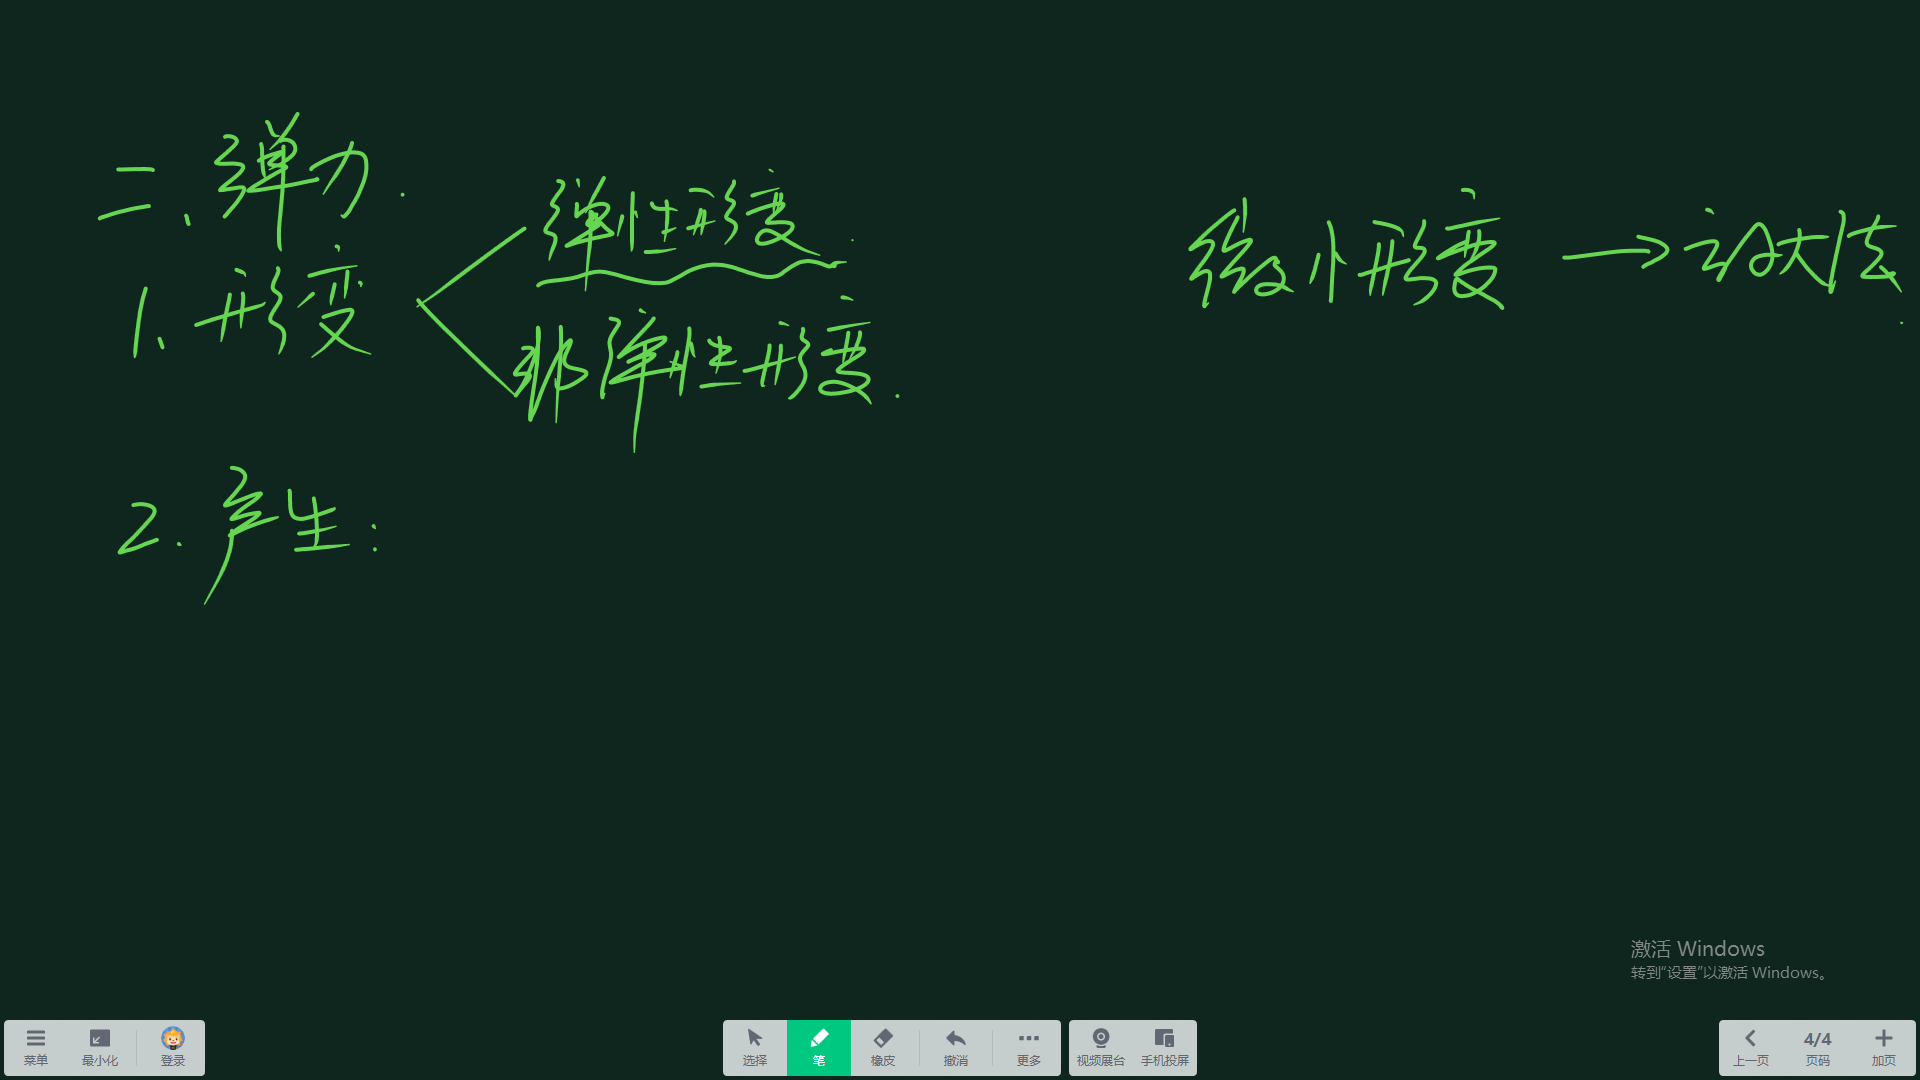 二、弹力.
1、形变
弹性形变.
非弹性形变.
微小形变 → 放大法.
2. 产生:
激活 Windows
转到“设置”以激活 Windows。
菜单 最小化 登录 选择 笔 橡皮 撤消 更多 视频展台 手机投屏 上一页 4/4 页码 加页